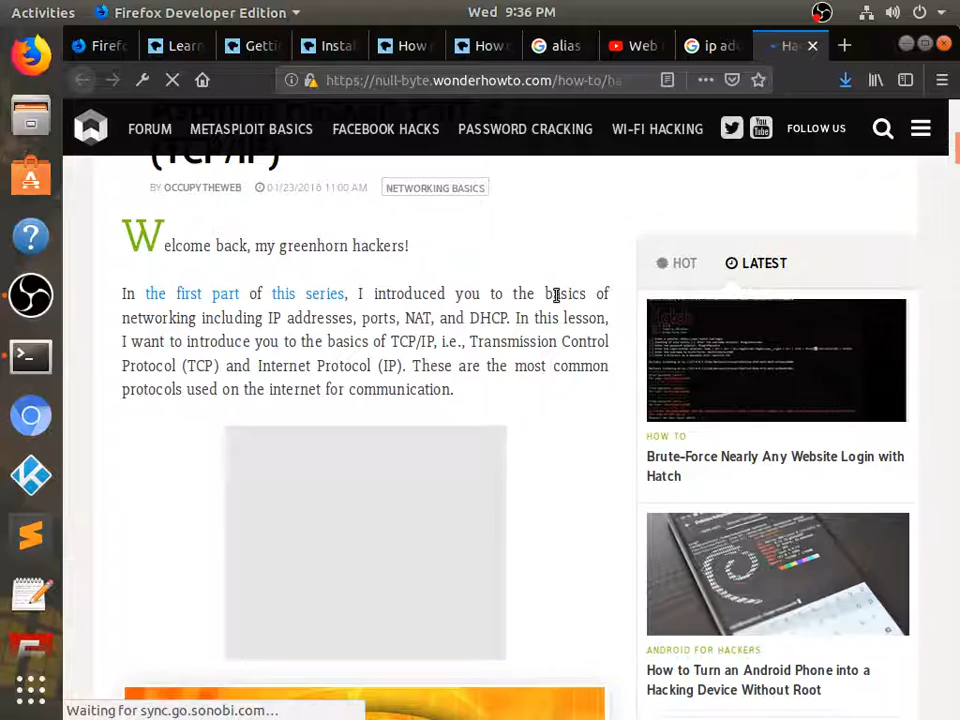 Activities Firefox Developer Edition Wed 9:36 PM
Firefo Learn Getti Instal How How alias Web ip add Hac
https://null-byte.wonderhowto.com/how-to/ha
FORUM METASPLOIT BASICS FACEBOOK HACKS PASSWORD CRACKING WI-FI HACKING You Tube FOLLOW US
(TCP/IP)
BY OCCUPYTHEWEB 01/23/2016 11:00 AM NETWORKING BASICS
Welcome back, my greenhorn hackers!
In the first part of this series, I introduced you to the basics of
networking including IP addresses, ports, NAT, and DHCP. In this lesson,
I want to introduce you to the basics of TCP/IP, i.e., Transmission Control
Protocol (TCP) and Internet Protocol (IP). These are the most common
protocols used on the internet for communication.
HOT LATEST
HOW TO
Brute-Force Nearly Any Website Login with
Hatch
ANDROID FOR HACKERS
How to Turn an Android Phone into a
Hacking Device Without Root
Waiting for sync.go.sonobi.com...